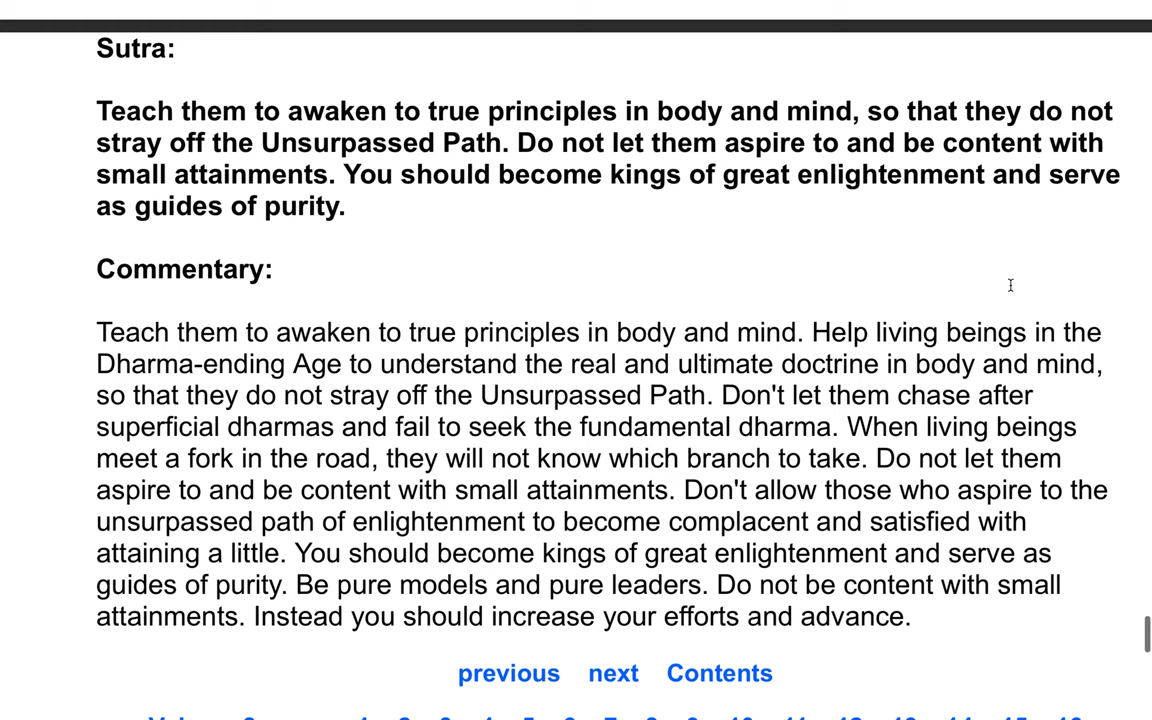 Sutra:
Teach them to awaken to true principles in body and mind, so that they do not
stray off the Unsurpassed Path. Do not let them aspire to and be content with
small attainments. You should become kings of great enlightenment and serve
as guides of purity.
Commentary:
Teach them to awaken to true principles in body and mind. Help living beings in the
Dharma-ending Age to understand the real and ultimate doctrine in body and mind,
so that they do not stray off the Unsurpassed Path. Don't let them chase after
superficial dharmas and fail to seek the fundamental dharma. When living beings
meet a fork in the road, they will not know which branch to take. Do not let them
aspire to and be content with small attainments. Don't allow those who aspire to the
unsurpassed path of enlightenment to become complacent and satisfied with
attaining a little. You should become kings of great enlightenment and serve as
guides of purity. Be pure models and pure leaders. Do not be content with small
attainments. Instead you should increase your efforts and advance.
previous next Contents